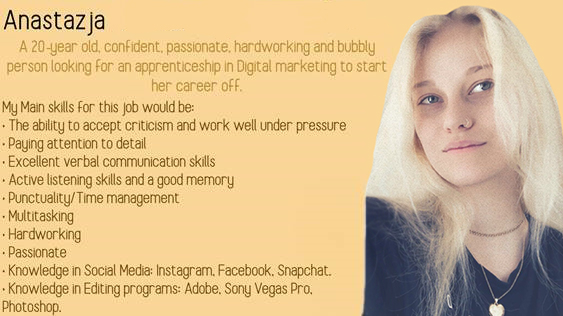 Anastazja
A 20-year old, confident, passionate, hardworking and bubbly
person looking for an apprenticeship in Digital marketing to start
her career off.
My Main skills for this job would be:
• The ability to accept criticism and work well under pressure
• Paying attention to detail
• Excellent verbal communication skills
• Active listening skills and a good memory
• Punctuality/Time management
• Multitasking
• Hardworking
• Passionate
• Knowledge in Social Media: Instagram, Facebook, Snapchat.
• Knowledge in Editing programs: Adobe, Sony Vegas Pro,
Photoshop.